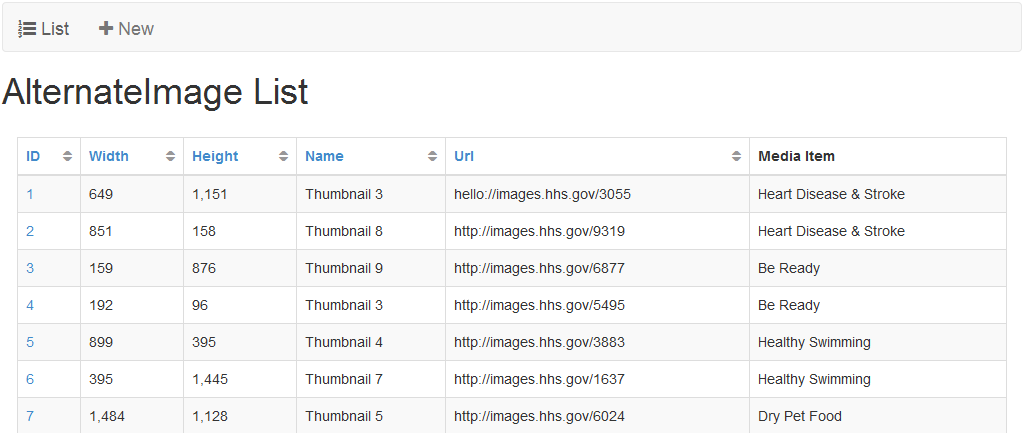 List New
AlternateImage List
ID Width Height Name Url Media Item
1 649 1,151 Thumbnail 3 hello://images.hhs.gov/3055 Heart Disease & Stroke
2 851 158 Thumbnail 8 http://images.hhs.gov/9319 Heart Disease & Stroke
3 159 876 Thumbnail 9 http://images.hhs.gov/6877 Be Ready
4 192 96 Thumbnail 3 http://images.hhs.gov/5495 Be Ready
5 899 395 Thumbnail 4 http://images.hhs.gov/3883 Healthy Swimming
6 395 1,445 Thumbnail 7 http://images.hhs.gov/1637 Healthy Swimming
7 1,484 1,128 Thumbnail 5 http://images.hhs.gov/6024 Dry Pet Food